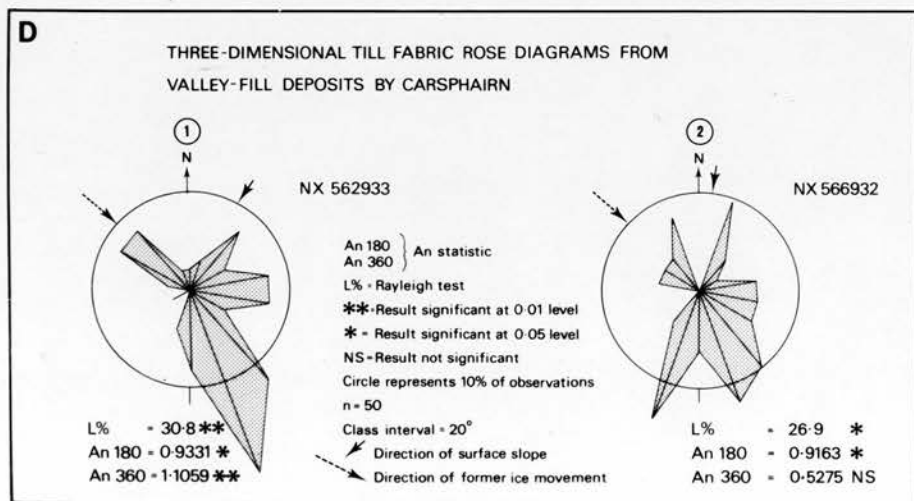 D
THREE-DIMENSIONAL TILL FABRIC ROSE DIAGRAMS FROM
VALLEY-FILL DEPOSITS BY CARSPHAIRN
1
N
NX 562933
2
N
NX 566932
An 180
An 360 } An statistic
L% = Rayleigh test
**=Result significant at 0·01 level
* = Result significant at 0·05 level
NS=Result not significant
Circle represents 10% of observations
n = 50
Class interval = 20°
Direction of surface slope
Direction of former ice movement
L% = 30·8 **
An 180 = 0·9331 *
An 360 = 1·1059 **
L% = 26·9 *
An 180 = 0·9163 *
An 360 = 0·5275 NS